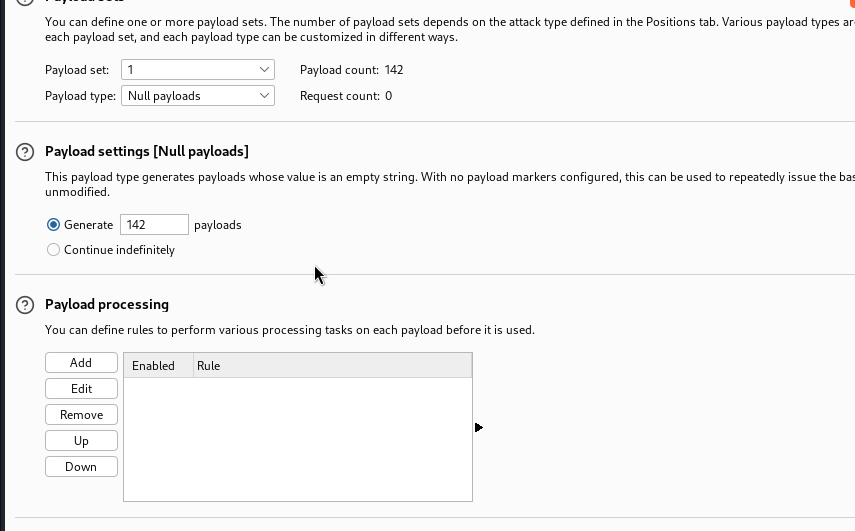 You can define one or more payload sets. The number of payload sets depends on the attack type defined in the Positions tab. Various payload types are
each payload set, and each payload type can be customized in different ways.
Payload set: 1 Payload count: 142
Payload type: Null payloads Request count: 0
Payload settings [Null payloads]
This payload type generates payloads whose value is an empty string. With no payload markers configured, this can be used to repeatedly issue the bas
unmodified.
Generate 142 payloads
Continue indefinitely
Payload processing
You can define rules to perform various processing tasks on each payload before it is used.
Add Enabled Rule
Edit
Remove
Up
Down